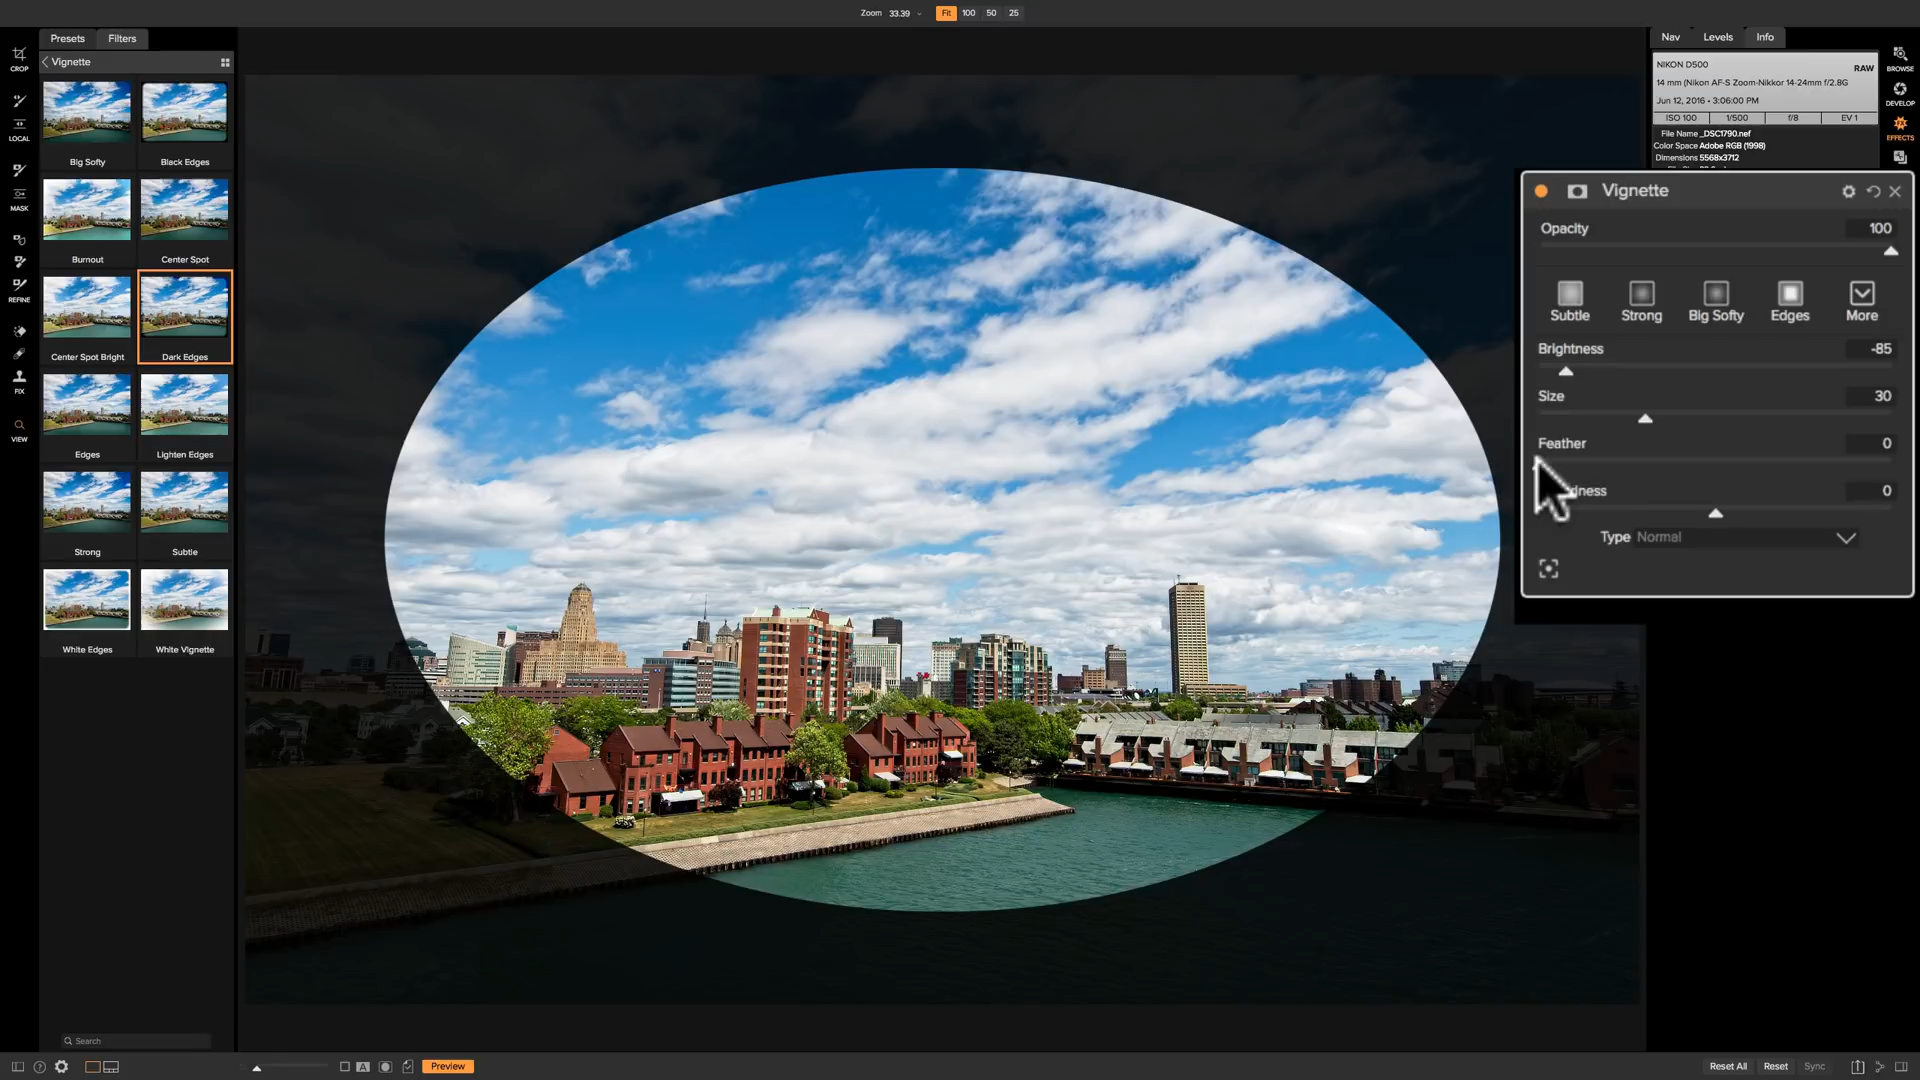 Zoom 33.39 Fit 100 50 25
Presets Filters
Vignette
CROP
LOCAL
MASK
REFINE
FIX
VIEW
Big Softy Black Edges
Burnout Center Spot
Center Spot Bright Dark Edges
Edges Lighten Edges
Strong Subtle
White Edges White Vignette
Search
Nav Levels Info
NIKON D500 RAW
14 mm (Nikon AF-S Zoom-Nikkor 14-24mm f/2.8G
Jun 12, 2016 • 3:06:00 PM
ISO 100 1/500 f/8 EV 1
File Name _DSC1790.nef
Color Space Adobe RGB (1998)
Dimensions 5568x3712
BROWSE
DEVELOP
EFFECTS
Vignette
Opacity 100
Subtle Strong Big Softy Edges More
Brightness -85
Size 30
Feather 0
0
Type Normal
A Preview
Reset All Reset Sync